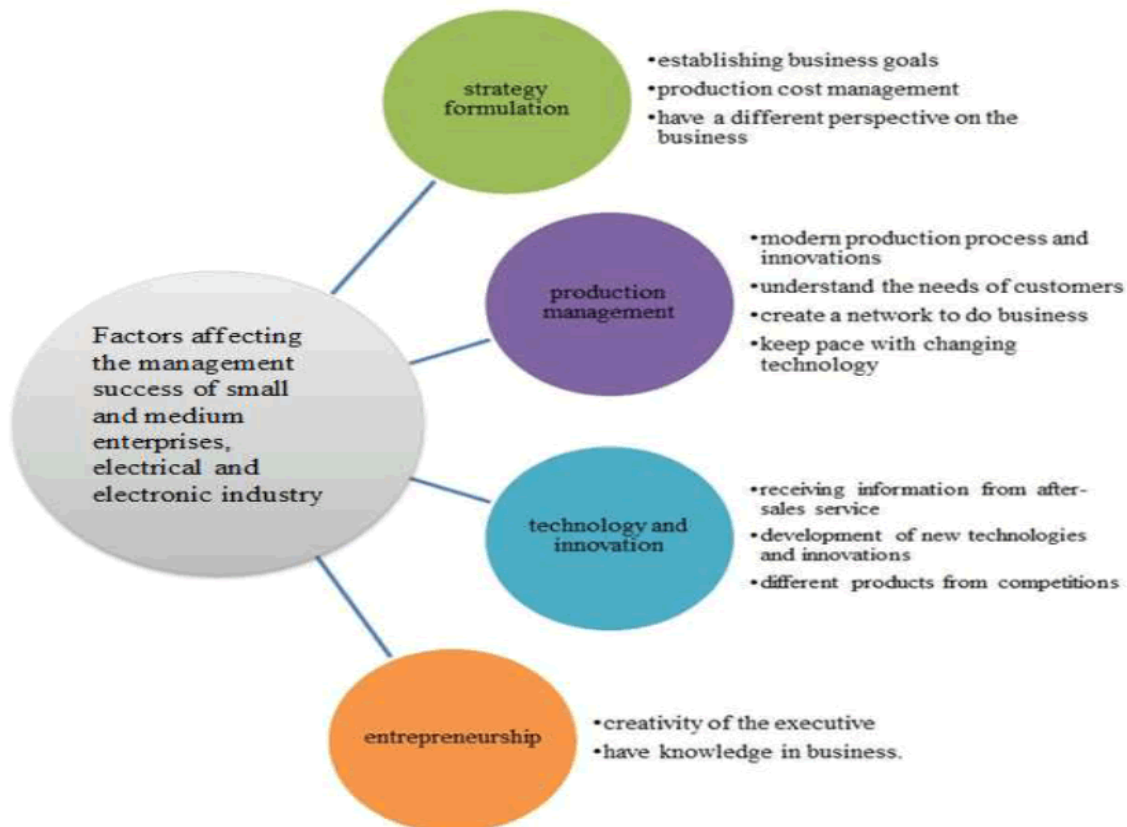 strategy
formulation
•establishing business goals
•production cost management
•have a different perspective on the
business
production
management
•modern production process and
innovations
•understand the needs of customers
•create a network to do business
•keep pace with changing
technology
Factors affecting
the management
success of small
and medium
enterprises,
electrical and
electronic industry
technology and
innovation
•receiving information from after-
sales service
•development of new technologies
and innovations
•different products from competitions
entrepreneurship
•creativity of the executive
•have knowledge in business.